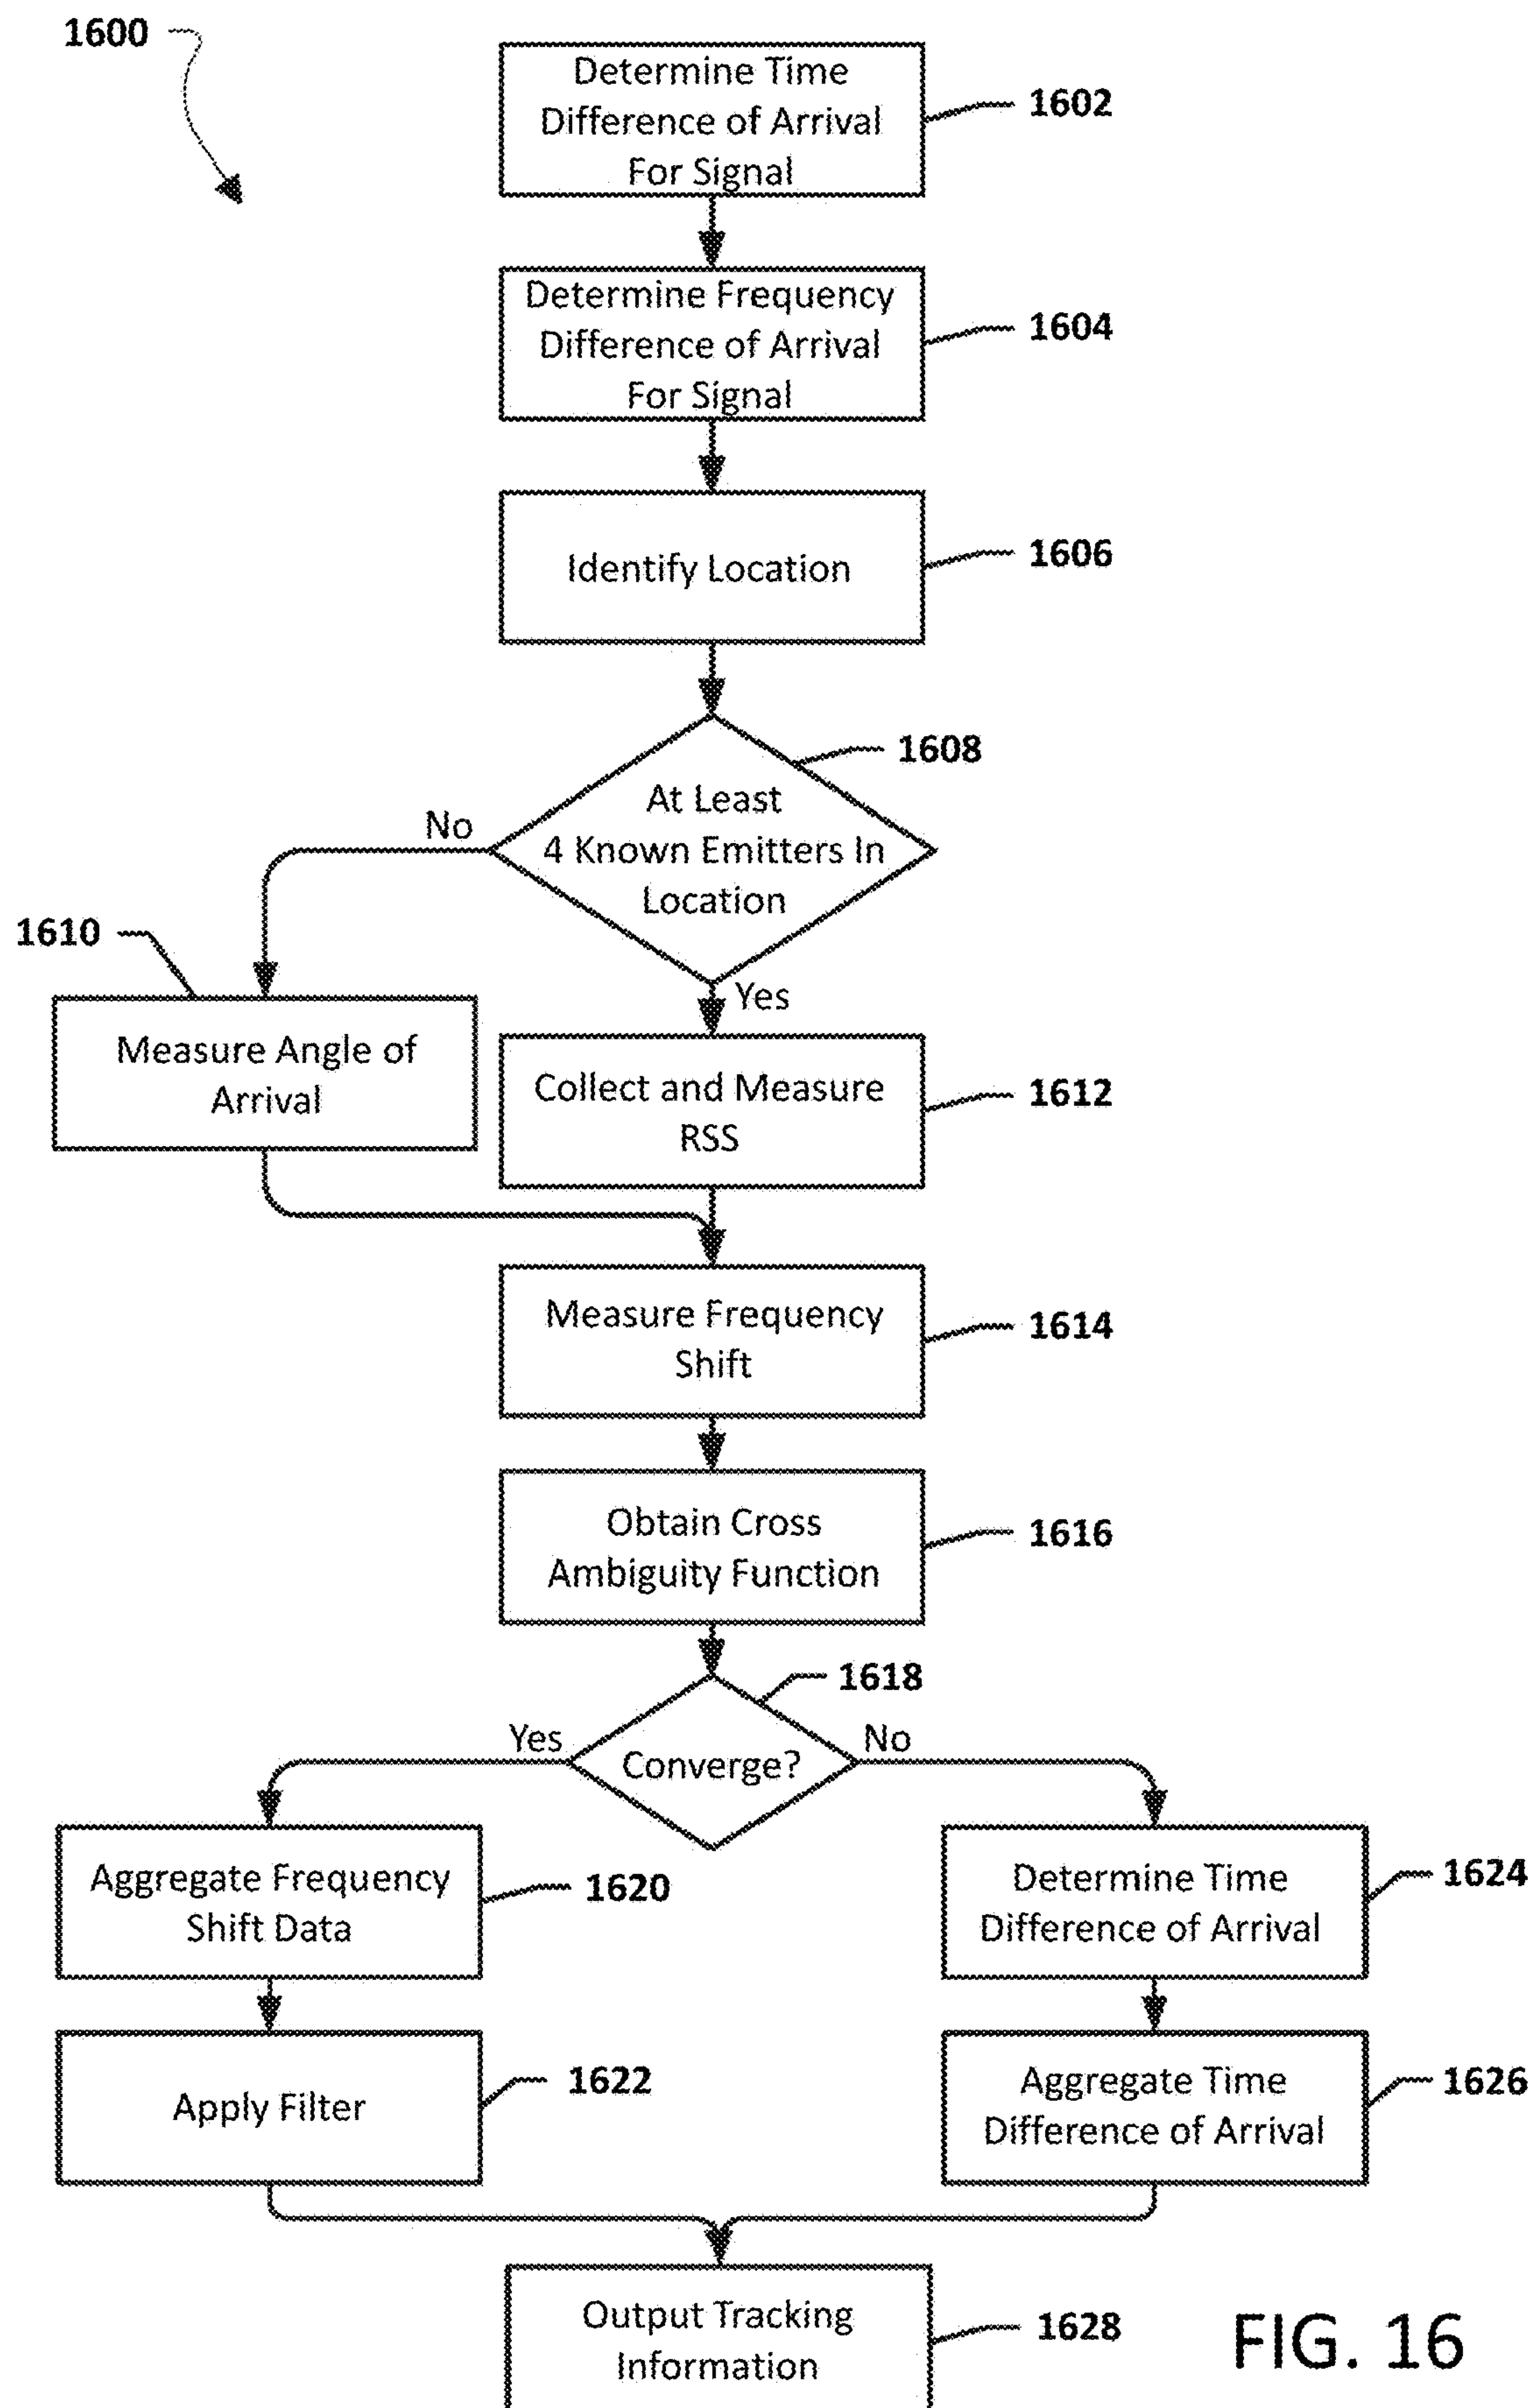 1600
Determine Time
Difference of Arrival
For Signal
1602
Determine Frequency
Difference of Arrival
For Signal
1604
Identify Location
1606
1608
At Least
4 Known Emitters In
Location
No
Yes
1610
Measure Angle of
Arrival
Collect and Measure
RSS
1612
Measure Frequency
Shift
1614
Obtain Cross
Ambiguity Function
1616
1618
Converge?
Yes
No
Aggregate Frequency
Shift Data
1620
Determine Time
Difference of Arrival
1624
Apply Filter
1622
Aggregate Time
Difference of Arrival
1626
Output Tracking
Information
1628
FIG. 16